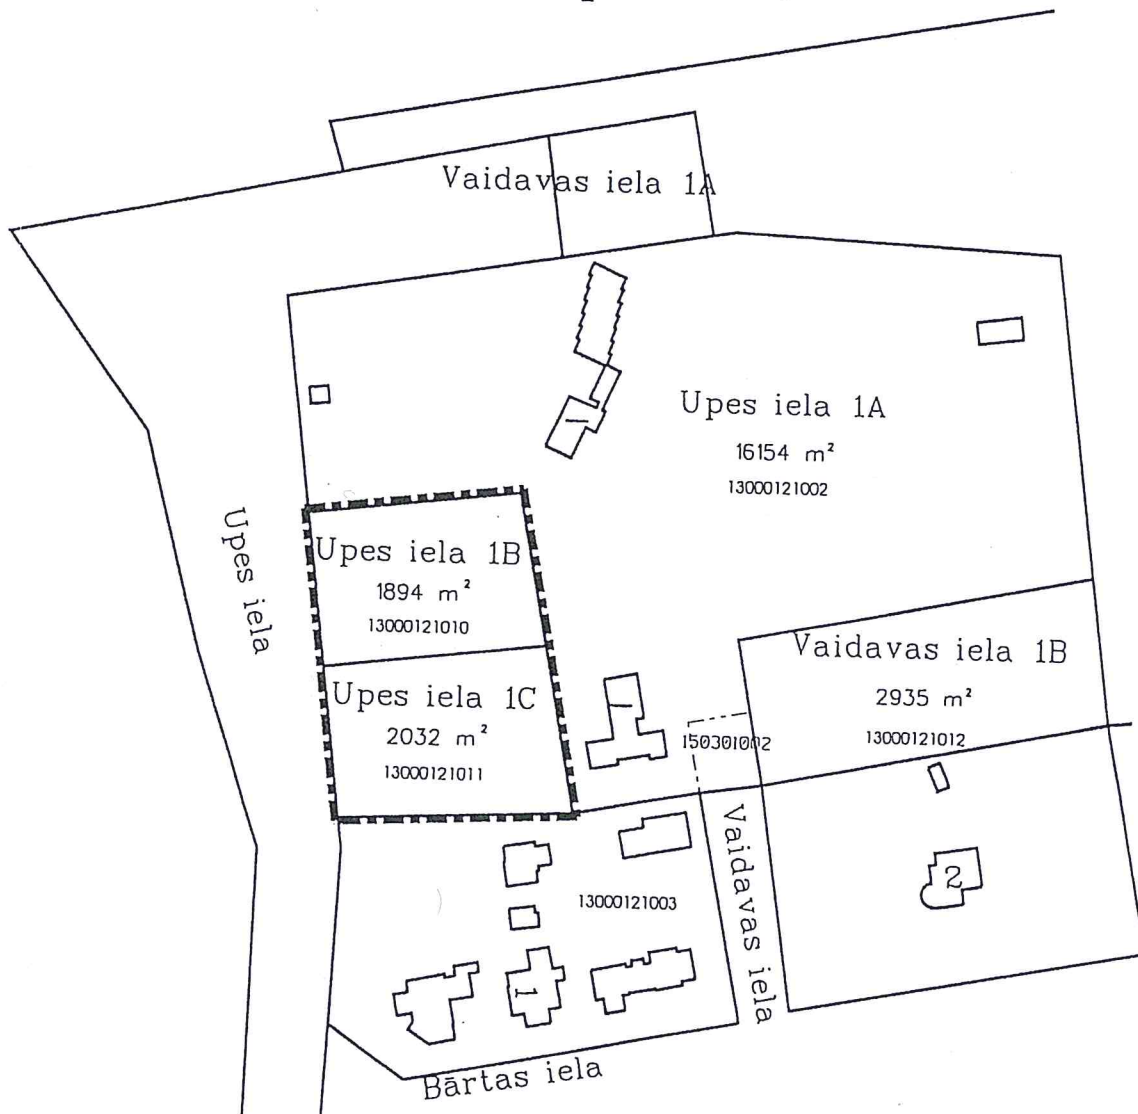 Vaidavas iela 1A
Upes iela 1A
16154 m²
13000121002
Upes iela
Upes iela 1B
1894 m²
13000121010
Upes iela 1C
2032 m²
13000121011
Vaidavas iela 1B
2935 m²
13000121012
150301002
Vaidavas iela
13000121003
1
2
Bārtas iela